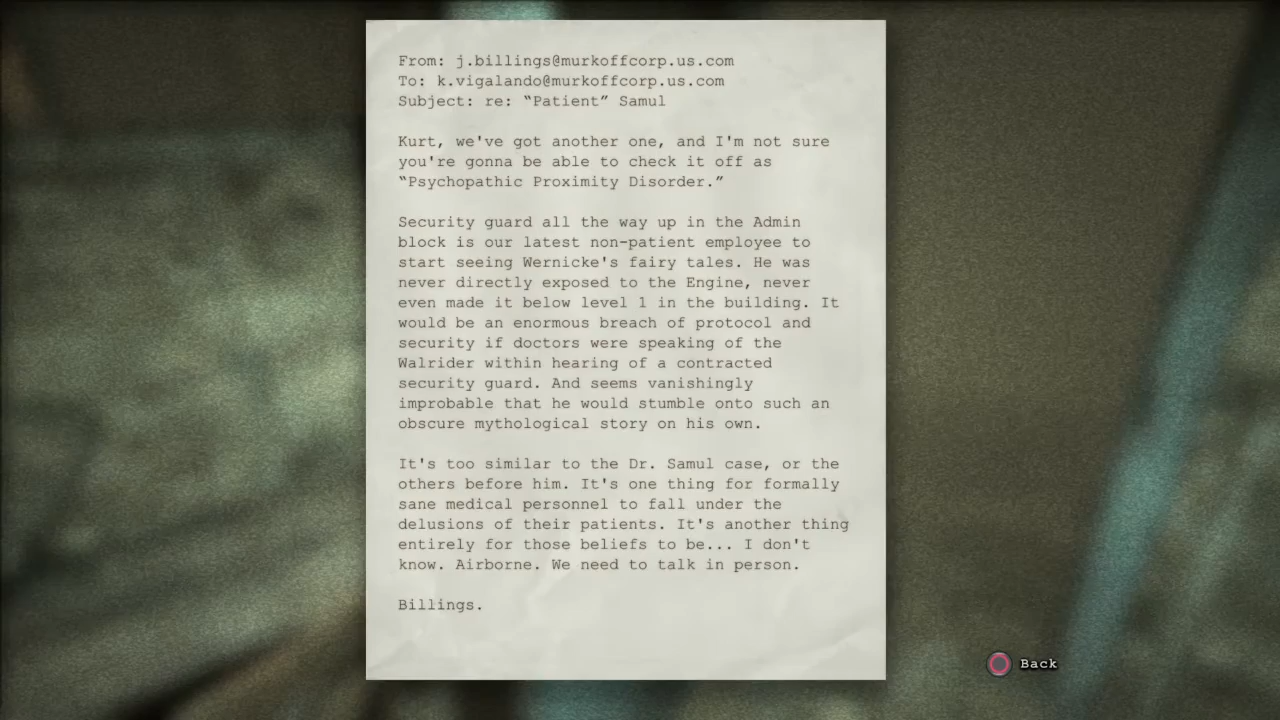 From: j.billings@murkoffcorp.us.com
To: k.vigalando@murkoffcorp.us.com
Subject: re: “Patient” Samul
Kurt, we've got another one, and I'm not sure
you're gonna be able to check it off as
“Psychopathic Proximity Disorder.”
Security guard all the way up in the Admin
block is our latest non-patient employee to
start seeing Wernicke's fairy tales. He was
never directly exposed to the Engine, never
even made it below level 1 in the building. It
would be an enormous breach of protocol and
security if doctors were speaking of the
Walrider within hearing of a contracted
security guard. And seems vanishingly
improbable that he would stumble onto such an
obscure mythological story on his own.
It's too similar to the Dr. Samul case, or the
others before him. It's one thing for formally
sane medical personnel to fall under the
delusions of their patients. It's another thing
entirely for those beliefs to be... I don't
know. Airborne. We need to talk in person.
Billings.
Back